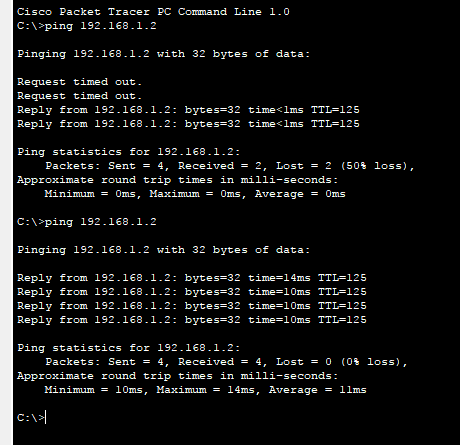 Cisco Packet Tracer PC Command Line 1.0
C:\>ping 192.168.1.2
Pinging 192.168.1.2 with 32 bytes of data:
Request timed out.
Request timed out.
Reply from 192.168.1.2: bytes=32 time<1ms TTL=125
Reply from 192.168.1.2: bytes=32 time<1ms TTL=125
Ping statistics for 192.168.1.2:
Packets: Sent = 4, Received = 2, Lost = 2 (50% loss),
Approximate round trip times in milli-seconds:
Minimum = 0ms, Maximum = 0ms, Average = 0ms
C:\>ping 192.168.1.2
Pinging 192.168.1.2 with 32 bytes of data:
Reply from 192.168.1.2: bytes=32 time=14ms TTL=125
Reply from 192.168.1.2: bytes=32 time=10ms TTL=125
Reply from 192.168.1.2: bytes=32 time=10ms TTL=125
Reply from 192.168.1.2: bytes=32 time=10ms TTL=125
Ping statistics for 192.168.1.2:
Packets: Sent = 4, Received = 4, Lost = 0 (0% loss),
Approximate round trip times in milli-seconds:
Minimum = 10ms, Maximum = 14ms, Average = 11ms
C:\>